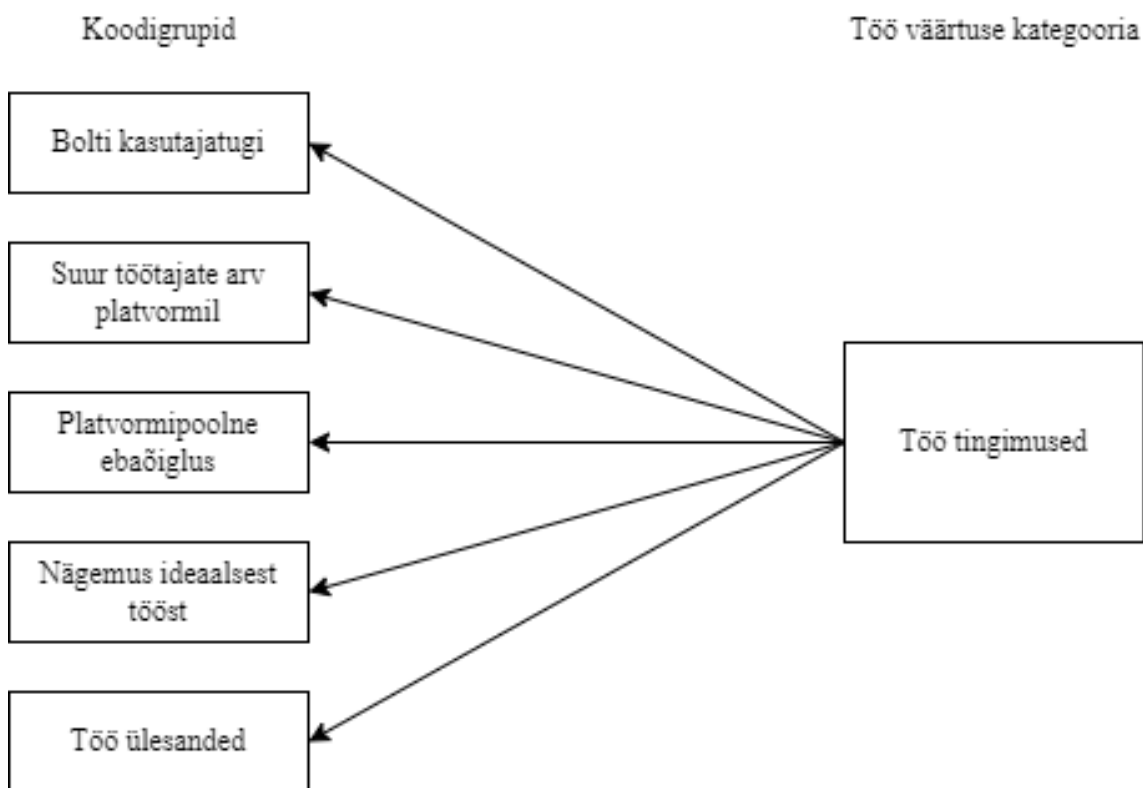 Koodigrupid
Töö väärtuse kategooria
Bolti kasutajatugi
Suur töötajate arv
platvormil
Platvormipoolne
ebaõiglus
Nägemus ideaalsest
tööst
Töö ülesanded
Töö tingimused